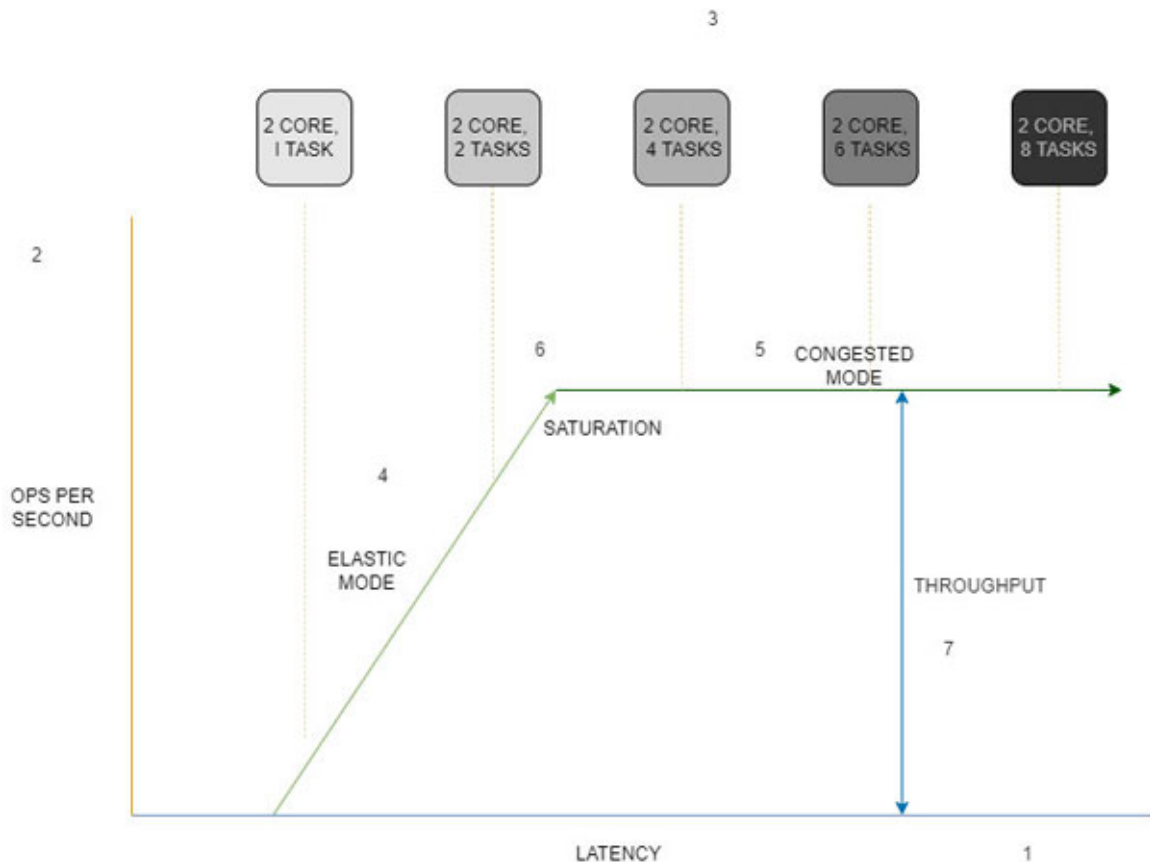 3
2 CORE,
1 TASK
2 CORE,
2 TASKS
2 CORE,
4 TASKS
2 CORE,
6 TASKS
2 CORE,
8 TASKS
2
6
5
CONGESTED
MODE
SATURATION
4
OPS PER
SECOND
ELASTIC
MODE
THROUGHPUT
7
LATENCY
1